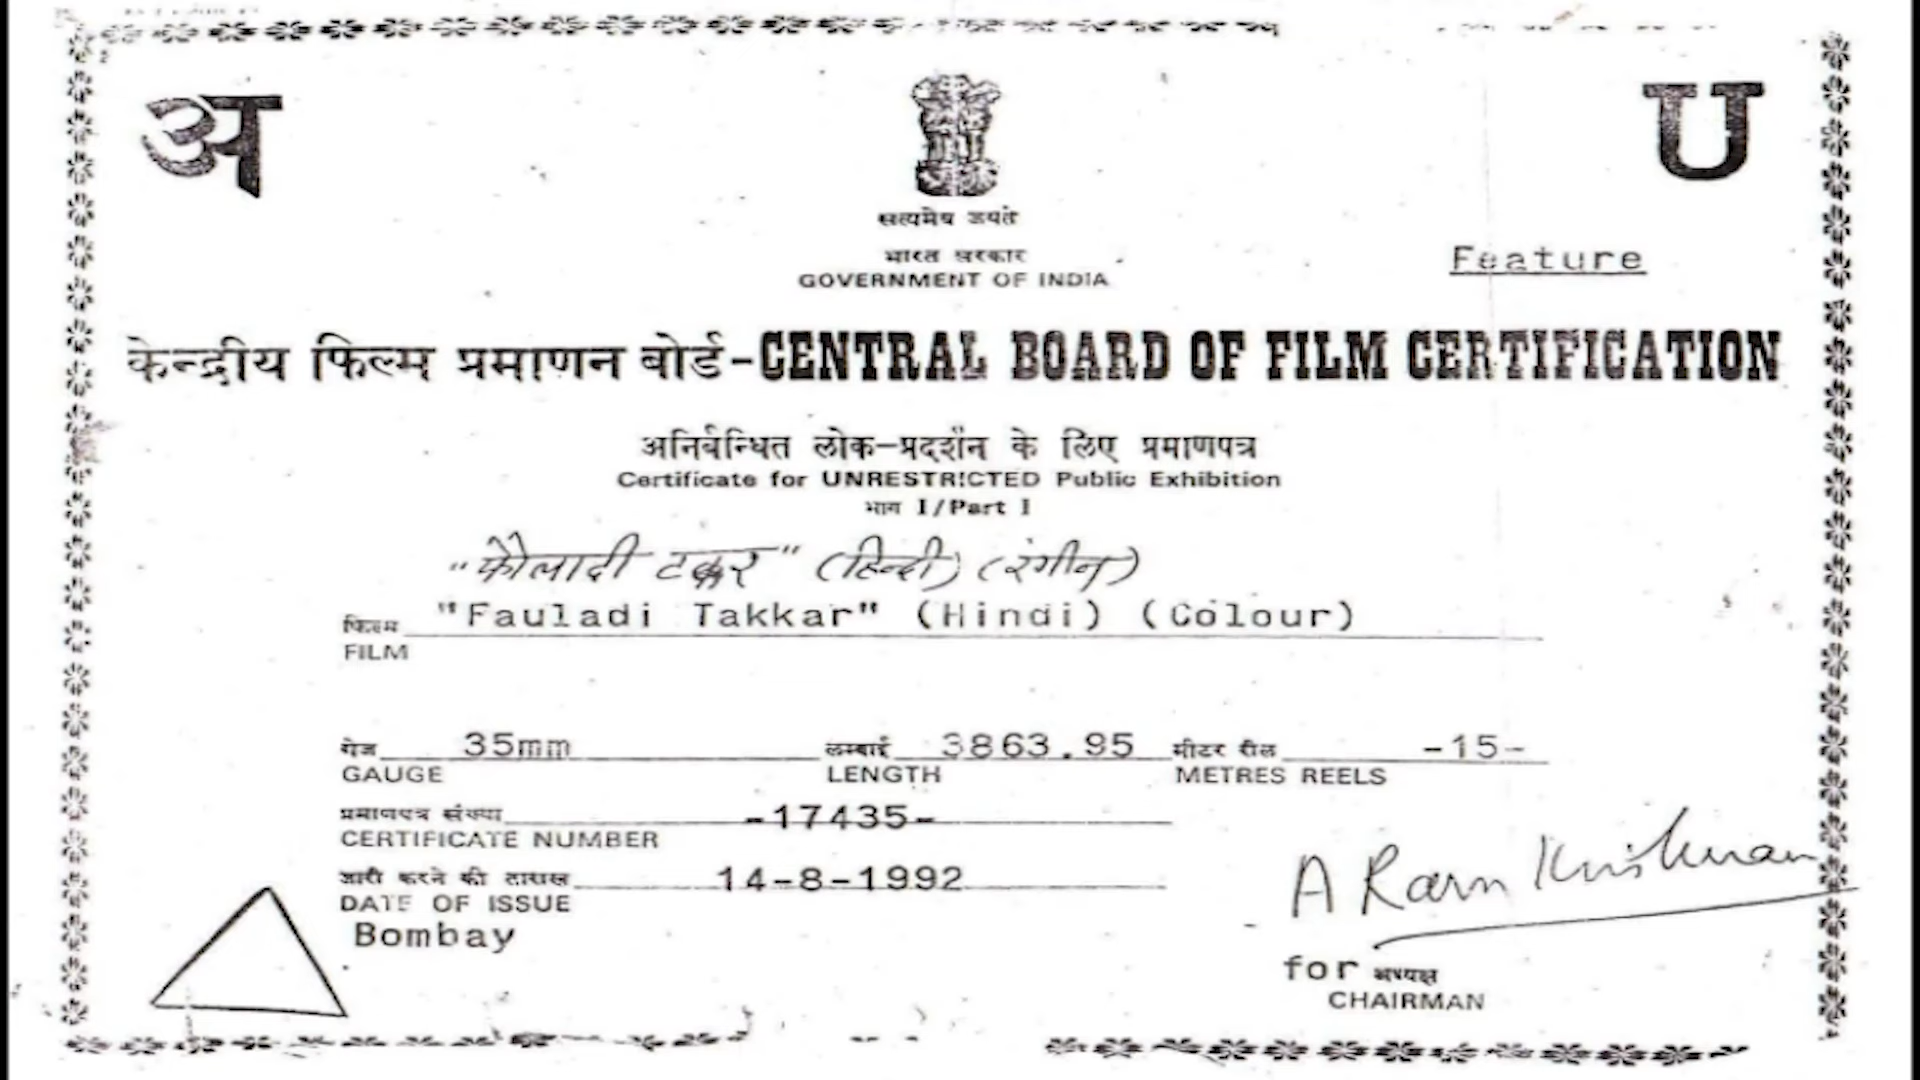 अ U
सत्यमेव जयते
भारत सरकार
GOVERNMENT OF INDIA
Feature
केन्द्रीय फिल्म प्रमाणन बोर्ड-CENTRAL BOARD OF FILM CERTIFICATION
अनिर्बन्धित लोक-प्रदर्शन के लिए प्रमाणपत्र
Certificate for UNRESTRICTED Public Exhibition
भाग I/Part I
"फौलादी टक्कर" (हिन्दी) (रंगीन)
फिल्म "Fauladi Takkar" (Hindi) (Colour)
FILM
गेज 35mm लम्बाई 3863.95 मीटर रील -15-
GAUGE LENGTH METRES REELS
प्रमाणपत्र संख्या -17435-
CERTIFICATE NUMBER
जारी करने की तारीख 14-8-1992
DATE OF ISSUE
Bombay
A Ram Krishnan
for अध्यक्ष
CHAIRMAN